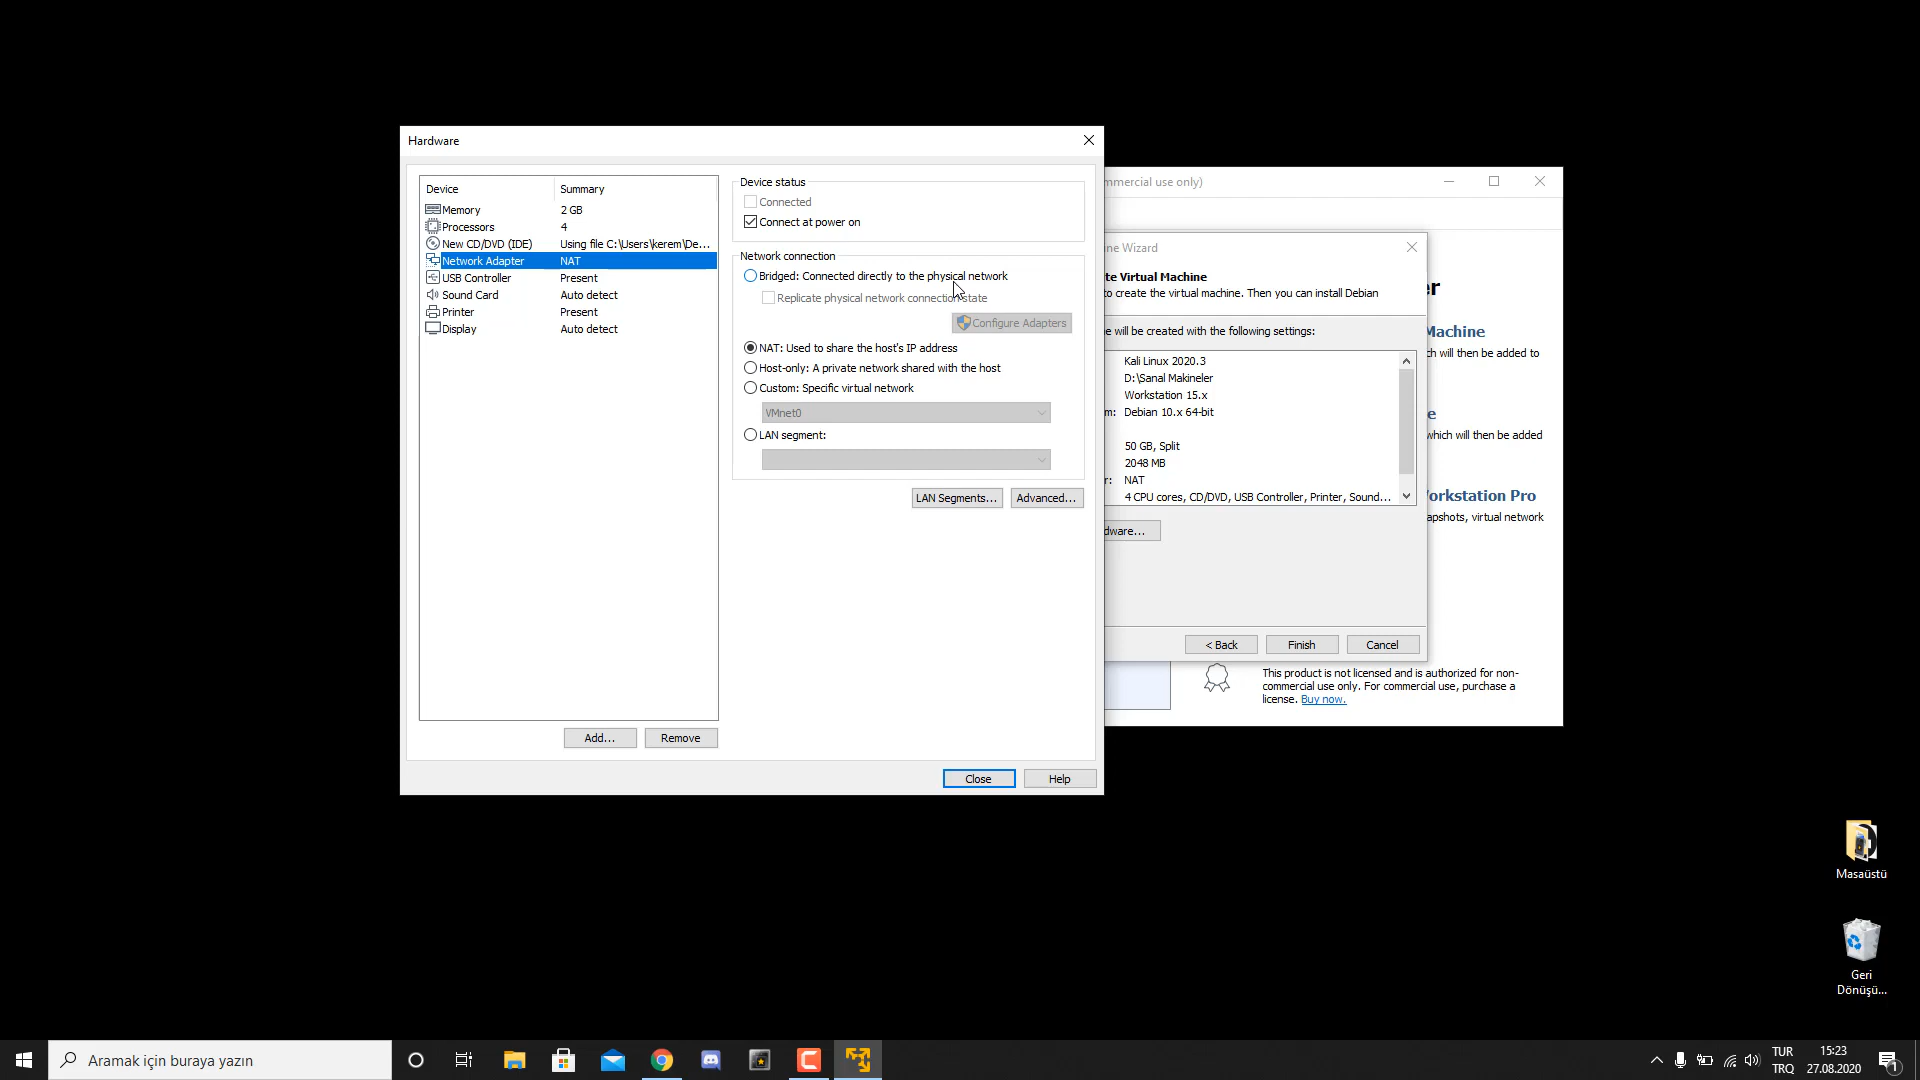 Hardware
Device Summary
Memory 2 GB
Processors 4
New CD/DVD (IDE) Using file C:\Users\kerem\De...
Network Adapter NAT
USB Controller Present
Sound Card Auto detect
Printer Present
Display Auto detect
Add... Remove
Device status
Connected
Connect at power on
Network connection
Bridged: Connected directly to the physical network
Replicate physical network connection state
Configure Adapters
NAT: Used to share the host's IP address
Host-only: A private network shared with the host
Custom: Specific virtual network
VMnet0
LAN segment:
LAN Segments... Advanced...
Close Help
mmercial use only)
ne Wizard
te Virtual Machine
to create the virtual machine. Then you can install Debian
e will be created with the following settings:
Kali Linux 2020.3
D:\Sanal Makineler
Workstation 15.x
m: Debian 10.x 64-bit
50 GB, Split
2048 MB
r: NAT
4 CPU cores, CD/DVD, USB Controller, Printer, Sound...
dware...
< Back Finish Cancel
er
Machine
ch will then be added to
e
which will then be added
orkstation Pro
apshots, virtual network
This product is not licensed and is authorized for non-
commercial use only. For commercial use, purchase a
license. Buy now.
Masaüstü
Geri
Dönüşü...
Aramak için buraya yazın
TUR
TRQ
15:23
27.08.2020
1